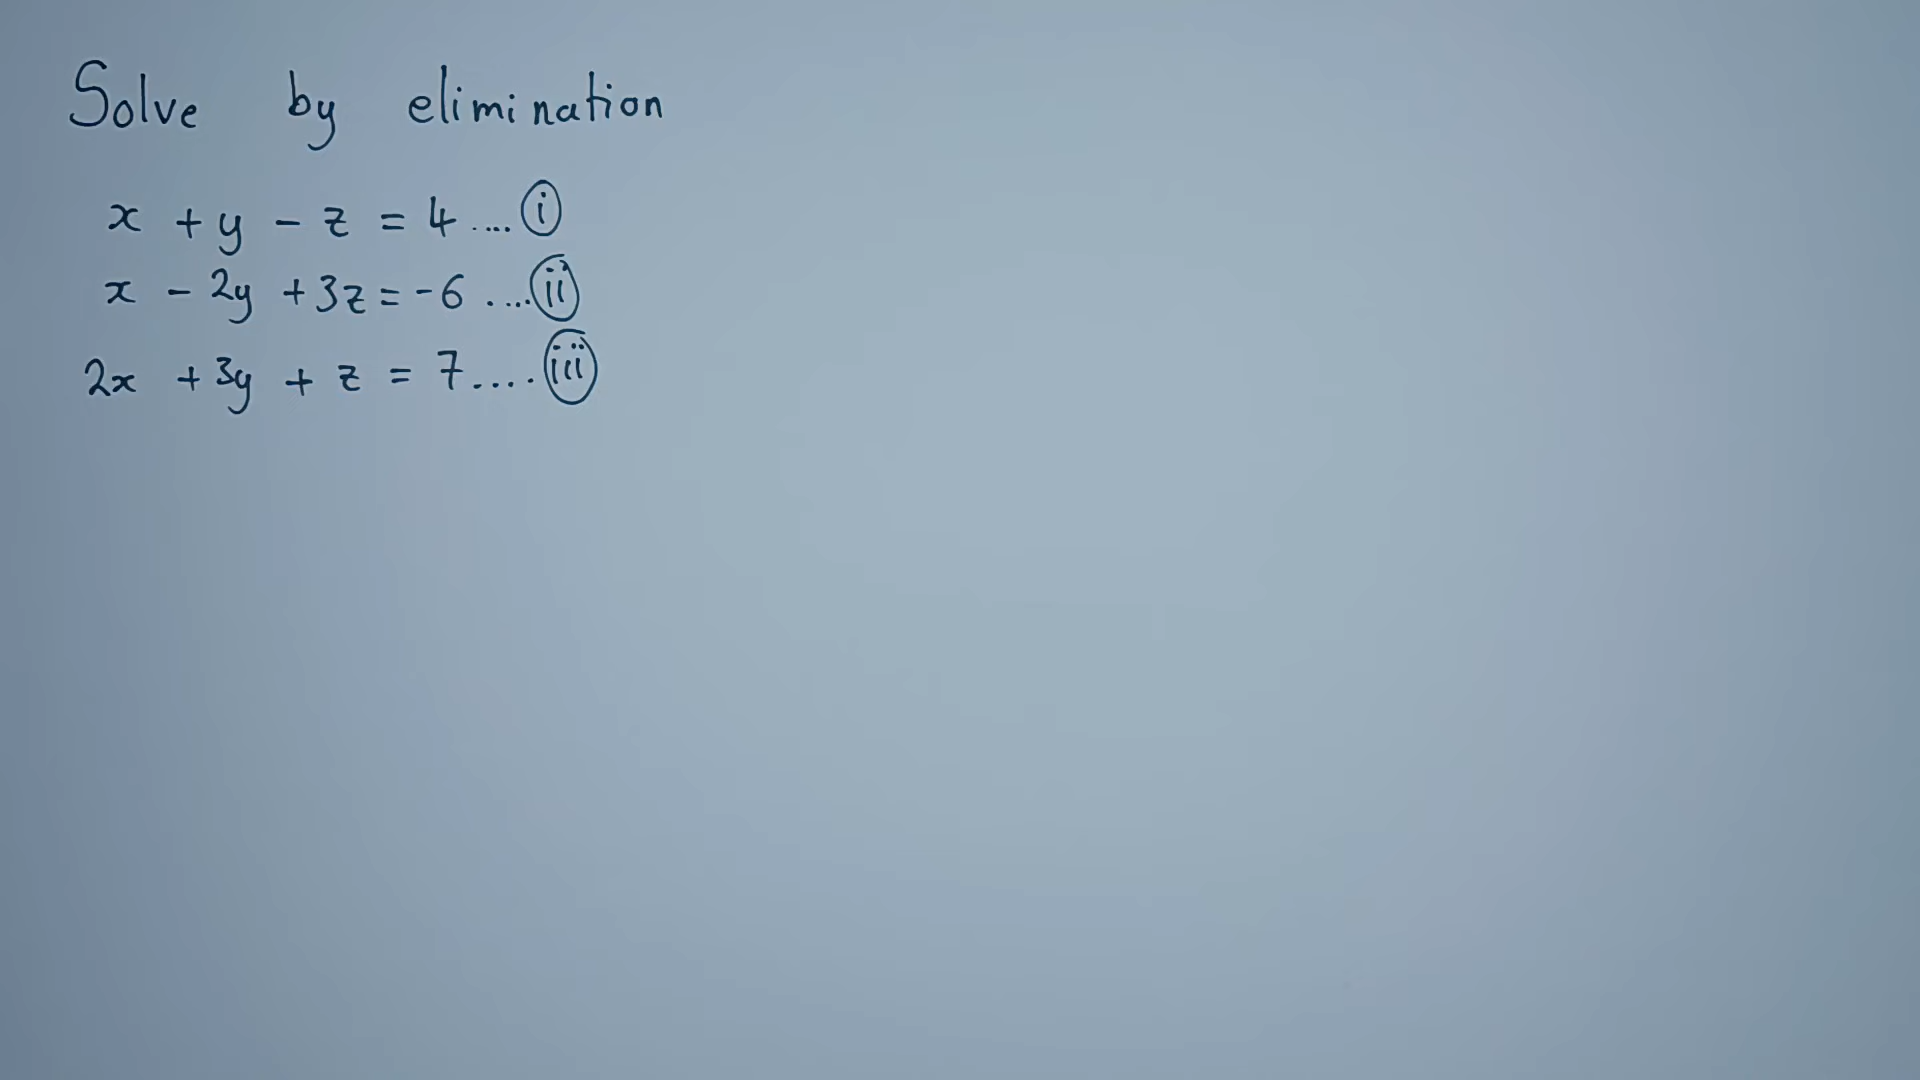 Solve by elimination
x + y - z = 4 .... (i)
x - 2y + 3z = -6 .... (ii)
2x + 3y + z = 7 .... (iii)